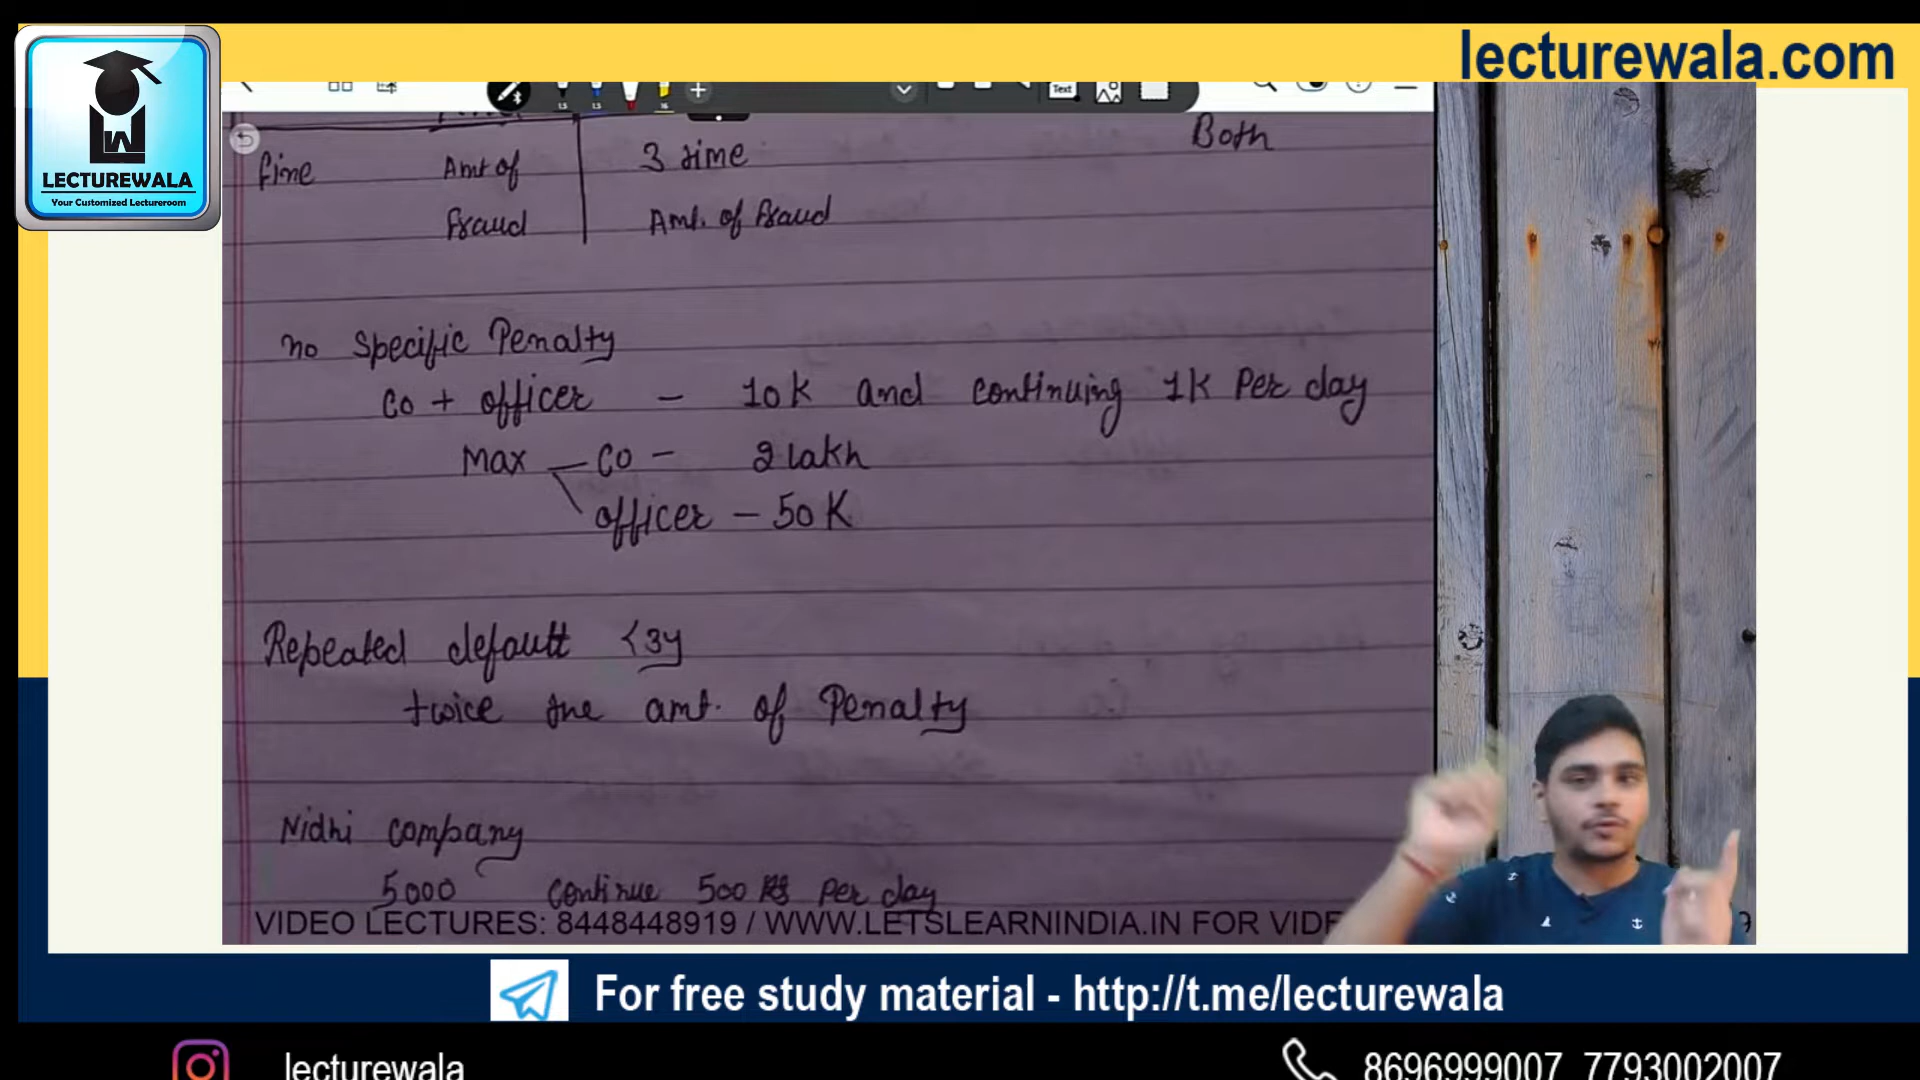 lecturewala.com
LW
LECTUREWALA
Your Customized Lectureroom
Text
Both
fine Amt of 3 time
Fraud Amt. of Fraud
no Specific Penalty
Co + officer - 10K and continuing 1K Per day
Max - Co - 2 lakh
officer - 50 K
Repeated default <3y
twice the amt. of Penalty
Nidhi company
5000 continue 500 Rs per day
VIDEO LECTURES: 8448448919 / WWW.LETSLEARNINDIA.IN FOR VIDE
For free study material - http://t.me/lecturewala
lecturewala
8696999007, 7793002007